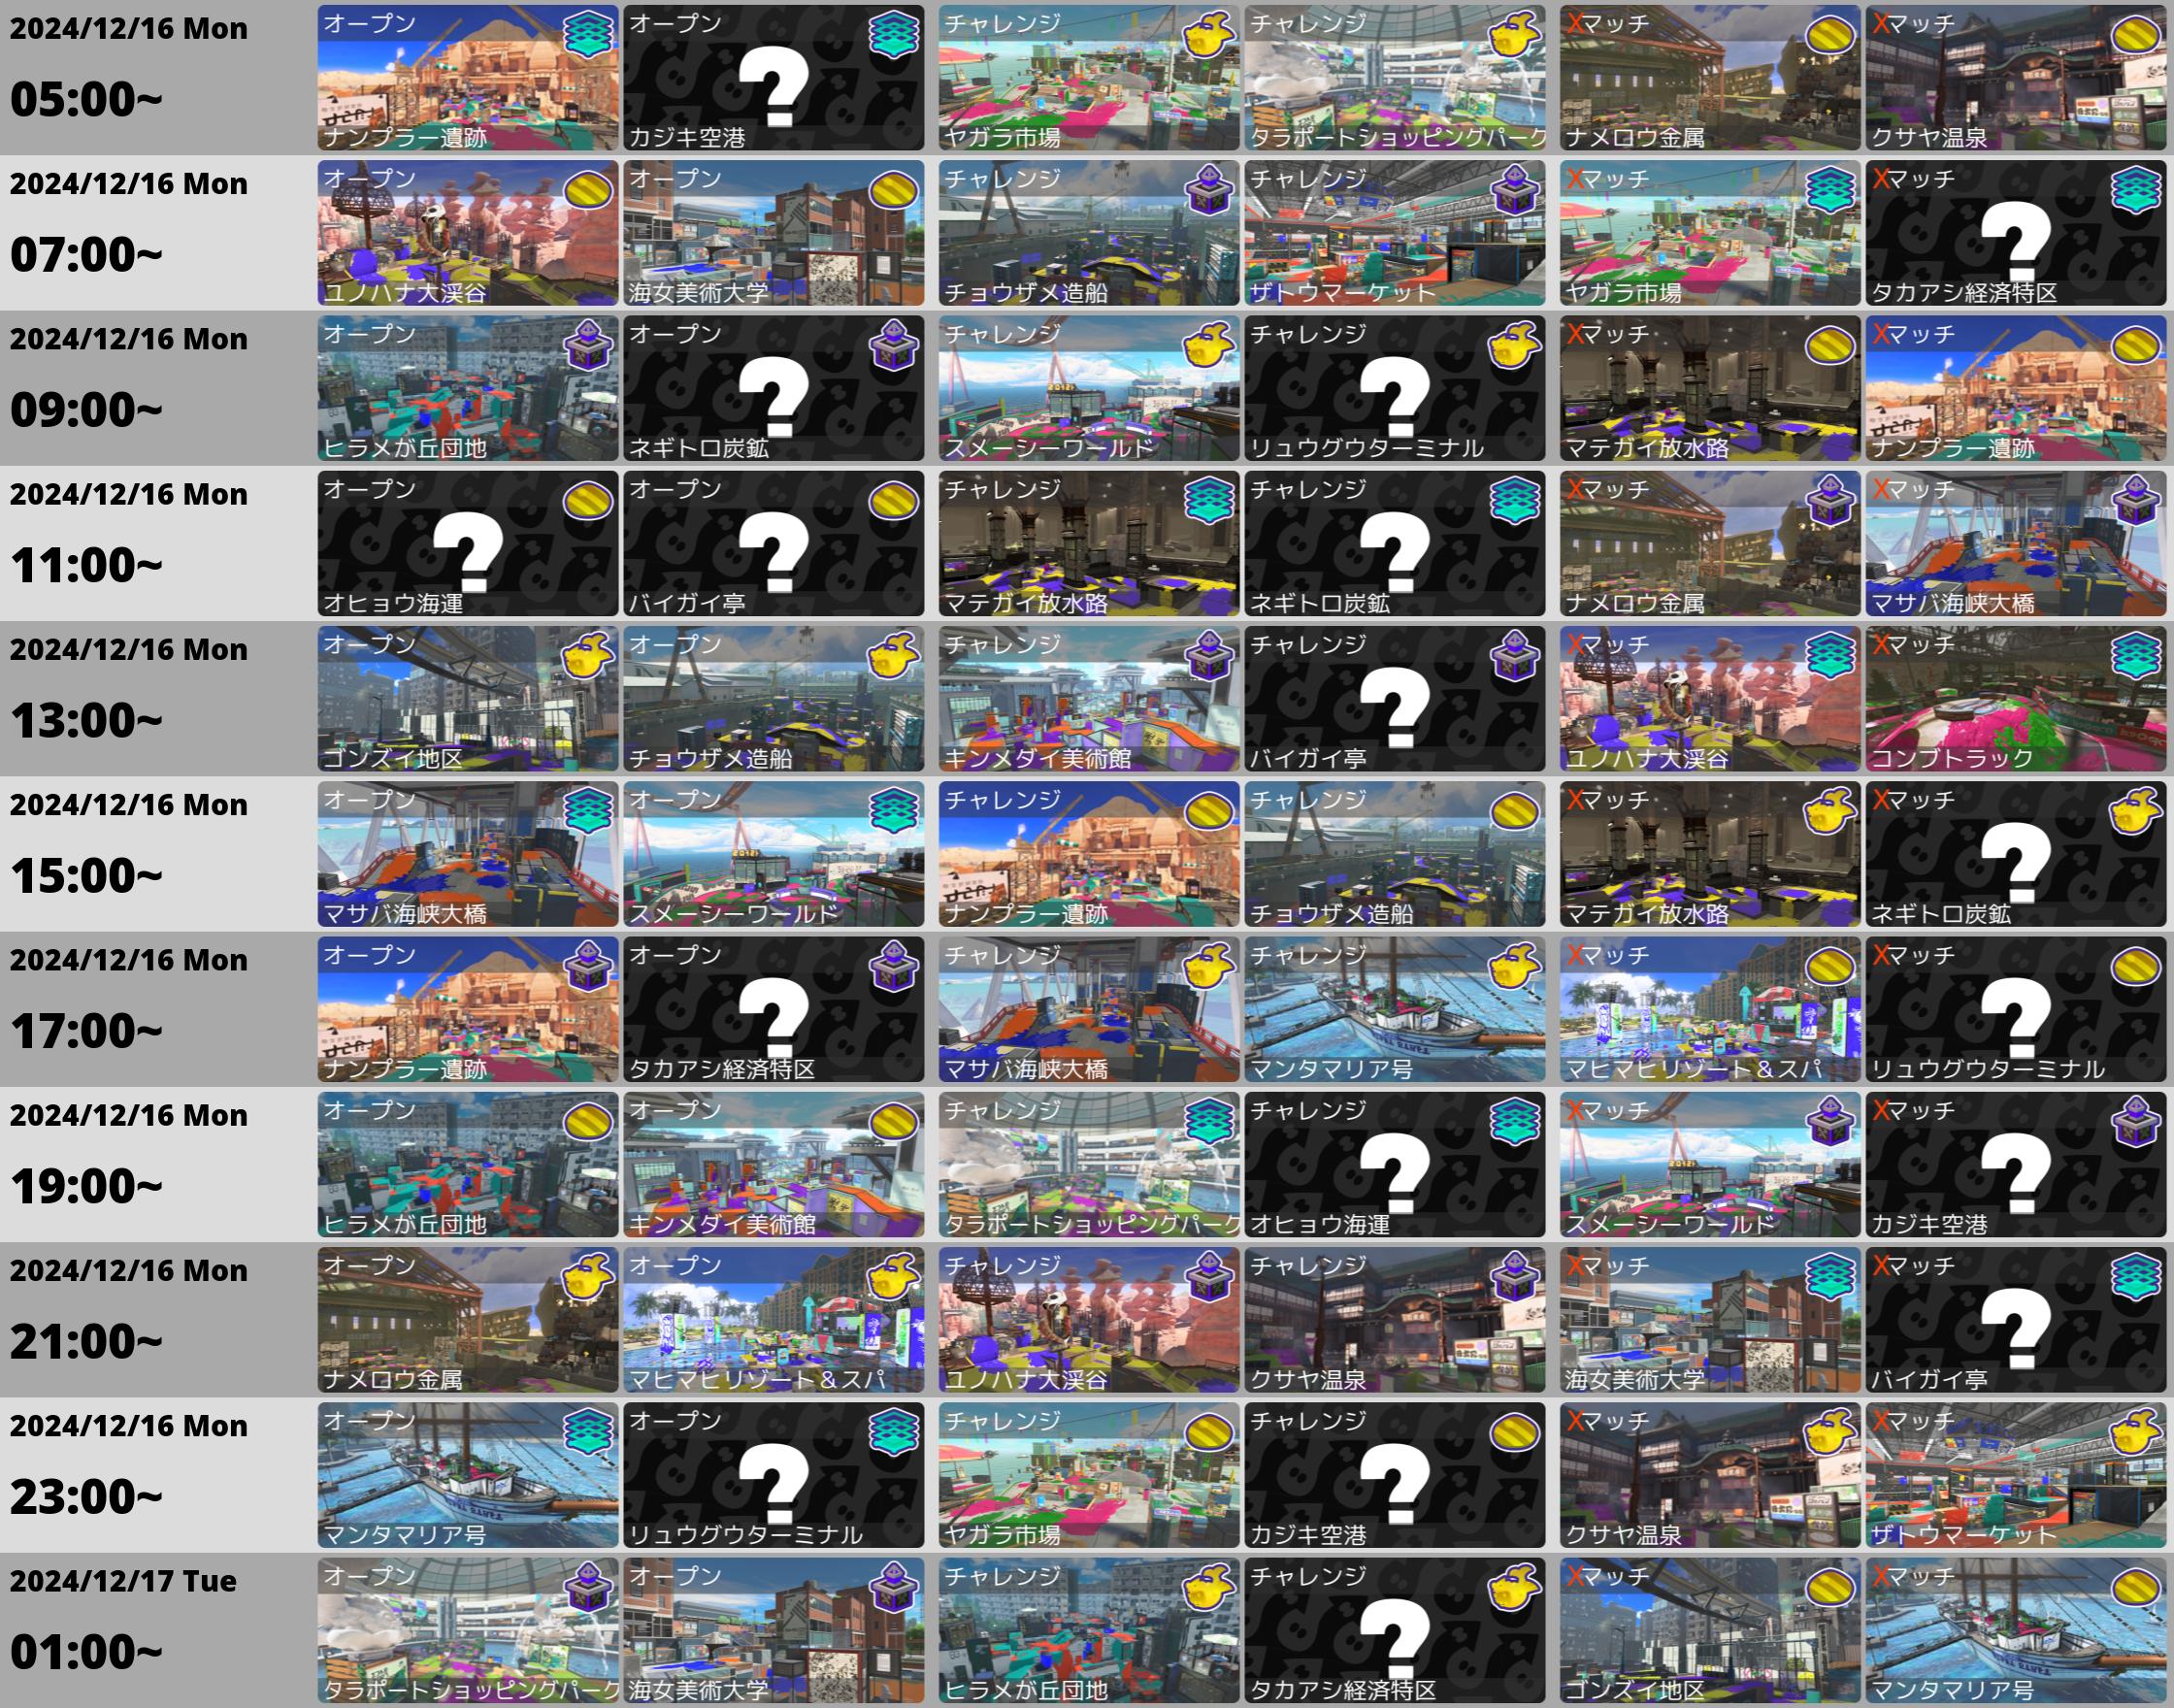 2024/12/16 Mon
05:00~
オープン
ナンプラー遺跡
オープン
カジキ空港
チャレンジ
ヤガラ市場
チャレンジ
タラポートショッピングパーク
Xマッチ
ナメロウ金属
Xマッチ
クサヤ温泉
2024/12/16 Mon
07:00~
オープン
ユノハナ大渓谷
オープン
海女美術大学
チャレンジ
チョウザメ造船
チャレンジ
ザトウマーケット
Xマッチ
ヤガラ市場
Xマッチ
タカアシ経済特区
2024/12/16 Mon
09:00~
オープン
ヒラメが丘団地
オープン
ネギトロ炭鉱
チャレンジ
スメーシーワールド
チャレンジ
リュウグウターミナル
Xマッチ
マテガイ放水路
Xマッチ
ナンプラー遺跡
2024/12/16 Mon
11:00~
オープン
オヒョウ海運
オープン
バイガイ亭
チャレンジ
マテガイ放水路
チャレンジ
ネギトロ炭鉱
Xマッチ
ナメロウ金属
Xマッチ
マサバ海峡大橋
2024/12/16 Mon
13:00~
オープン
ゴンズイ地区
オープン
チョウザメ造船
チャレンジ
キンメダイ美術館
チャレンジ
バイガイ亭
Xマッチ
ユノハナ大渓谷
Xマッチ
コンブトラック
2024/12/16 Mon
15:00~
オープン
マサバ海峡大橋
オープン
スメーシーワールド
チャレンジ
ナンプラー遺跡
チャレンジ
チョウザメ造船
Xマッチ
マテガイ放水路
Xマッチ
ネギトロ炭鉱
2024/12/16 Mon
17:00~
オープン
ナンプラー遺跡
オープン
タカアシ経済特区
チャレンジ
マサバ海峡大橋
チャレンジ
マンタマリア号
Xマッチ
マヒマヒリゾート＆スパ
Xマッチ
リュウグウターミナル
2024/12/16 Mon
19:00~
オープン
ヒラメが丘団地
オープン
キンメダイ美術館
チャレンジ
タラポートショッピングパーク
チャレンジ
オヒョウ海運
Xマッチ
スメーシーワールド
Xマッチ
カジキ空港
2024/12/16 Mon
21:00~
オープン
ナメロウ金属
オープン
マヒマヒリゾート＆スパ
チャレンジ
ユノハナ大渓谷
チャレンジ
クサヤ温泉
Xマッチ
海女美術大学
Xマッチ
バイガイ亭
2024/12/16 Mon
23:00~
オープン
マンタマリア号
オープン
リュウグウターミナル
チャレンジ
ヤガラ市場
チャレンジ
カジキ空港
Xマッチ
クサヤ温泉
Xマッチ
ザトウマーケット
2024/12/17 Tue
01:00~
オープン
タラポートショッピングパーク
オープン
海女美術大学
チャレンジ
ヒラメが丘団地
チャレンジ
タカアシ経済特区
Xマッチ
ゴンズイ地区
Xマッチ
マンタマリア号